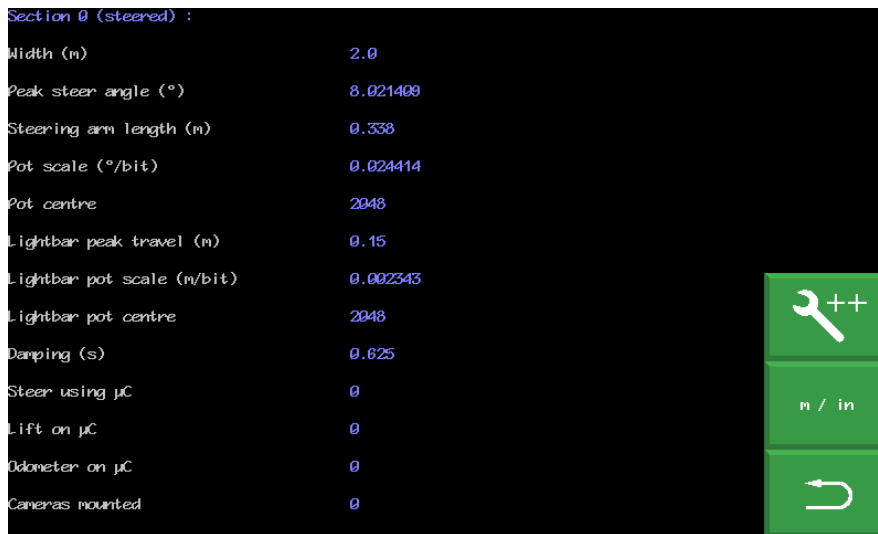 Section 0 (steered) :
Width (m) 2.0
Peak steer angle (°) 8.021409
Steering arm length (m) 0.338
Pot scale (°/bit) 0.024414
Pot centre 2048
Lightbar peak travel (m) 0.15
Lightbar pot scale (m/bit) 0.002343
Lightbar pot centre 2048
Damping (s) 0.625
Steer using µC 0
Lift on µC 0
Odometer on µC 0
Cameras mounted 0
++
m / in